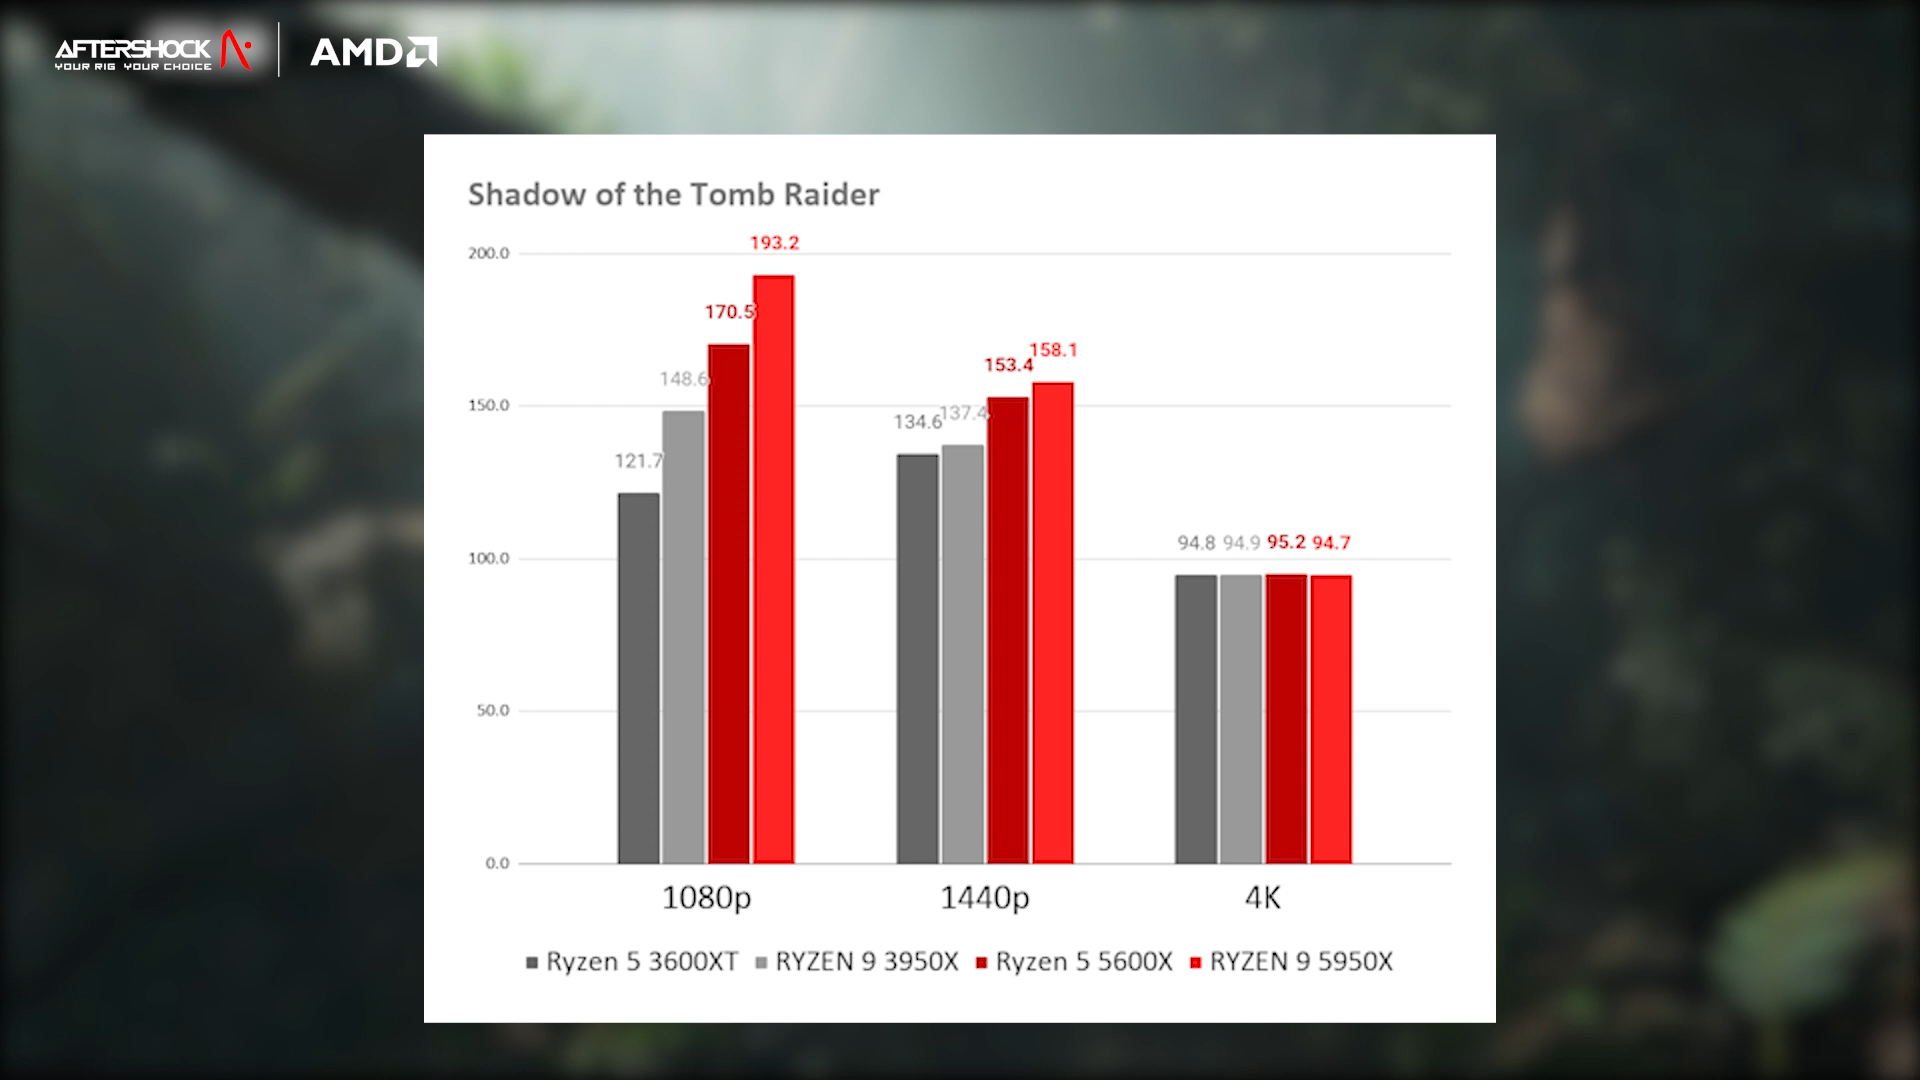 AFTERSHOCK
YOUR RIG YOUR CHOICE
AMD
Shadow of the Tomb Raider
200.0
150.0
100.0
50.0
0.0
121.7
148.6
170.5
193.2
134.6
137.4
153.4
158.1
94.8 94.9 95.2 94.7
1080p 1440p 4K
Ryzen 5 3600XT RYZEN 9 3950X Ryzen 5 5600X RYZEN 9 5950X